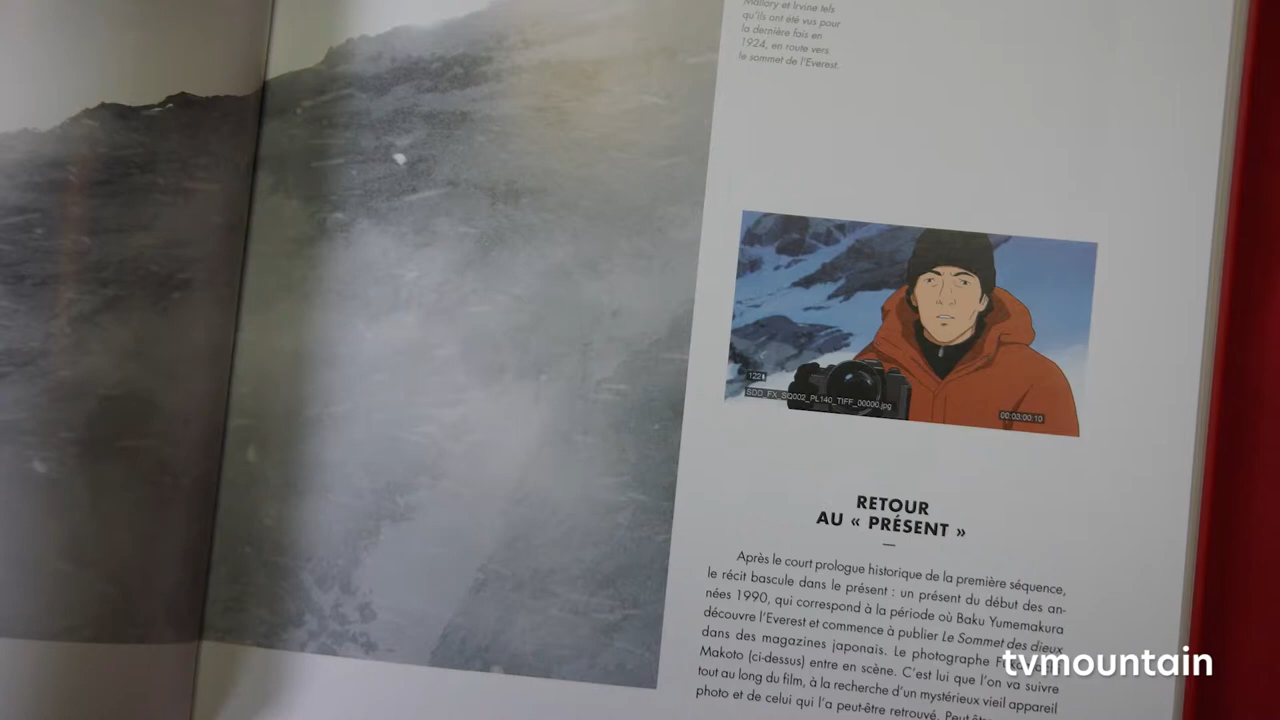 Mallory et Irvine tels
qu'ils ont été vus pour
la dernière fois en
1924, en route vers
le sommet de l'Everest.
122
SDD_FX_SQ002_PL140_TIFF_00000.jpg
00:03:00:10
RETOUR
AU « PRÉSENT »
Après le court prologue historique de la première séquence,
le récit bascule dans le présent : un présent du début des an-
nées 1990, qui correspond à la période où Baku Yumemakura
découvre l'Everest et commence à publier Le Sommet des dieux
dans des magazines japonais. Le photographe
Makoto (ci-dessus) entre en scène. C'est lui que l'on va suivre
tout au long du film, à la recherche d'un mystérieux vieil appareil
photo et de celui qui l'a peut-être retrouvé.
tvmountain